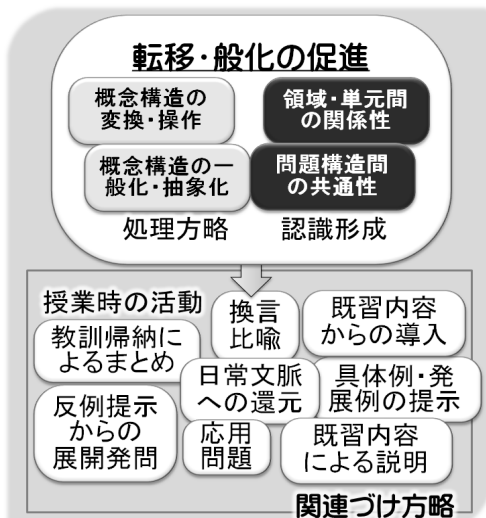 転移・般化の促進
概念構造の
変換・操作
領域・単元間
の関係性
概念構造の一
般化・抽象化
問題構造間
の共通性
処理方略
認識形成
授業時の活動
換言
比喩
既習内容
からの導入
教訓帰納に
よるまとめ
日常文脈
への還元
具体例・発
展例の提示
反例提示
からの
展開発問
応用
問題
既習内容
による説明
関連づけ方略